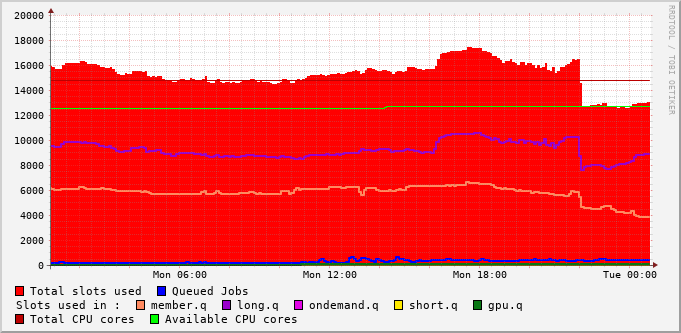 20000
18000
16000
14000
12000
10000
8000
6000
4000
2000
0
Mon 06:00 Mon 12:00 Mon 18:00 Tue 00:00
RRDTOOL / TOBI OETIKER
Total slots used Queued Jobs
Slots used in : member.q long.q ondemand.q short.q gpu.q
Total CPU cores Available CPU cores